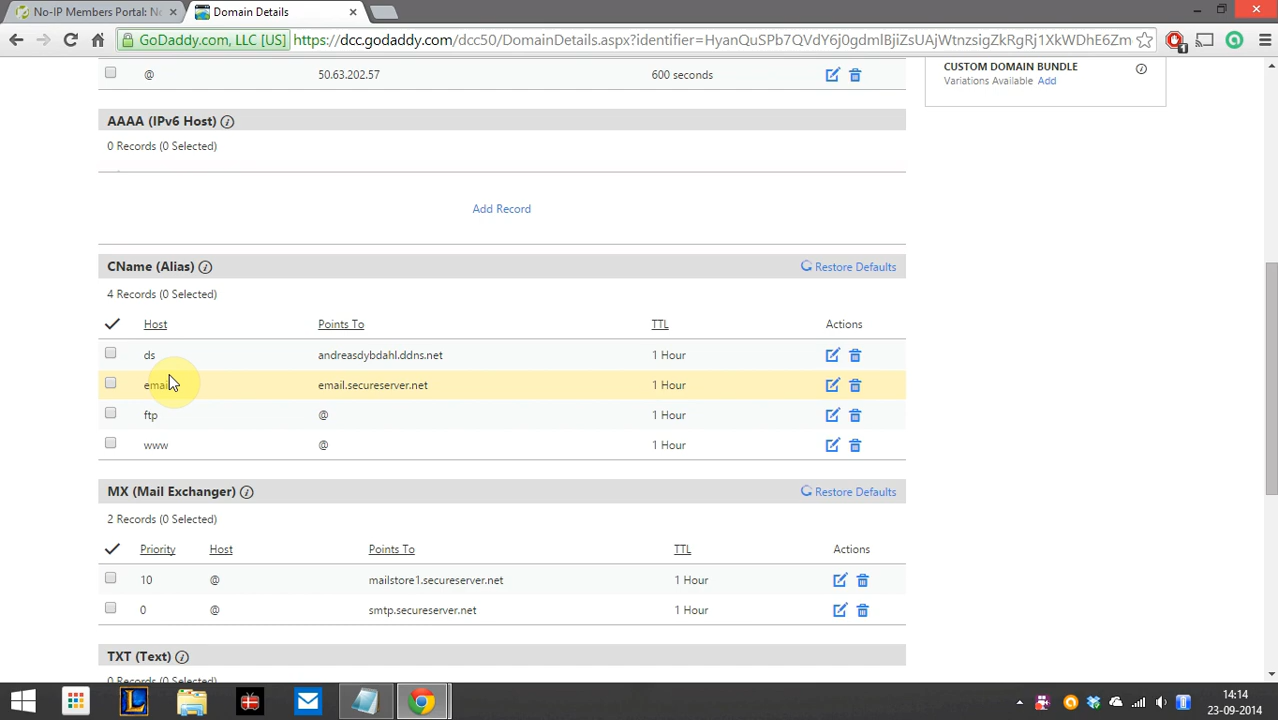 No-IP Members Portal: No
Domain Details
GoDaddy.com, LLC [US]
https://dcc.godaddy.com/dcc50/DomainDetails.aspx?identifier=HyanQuSPb7QVdY6j0gdmlBjiZsUAjWtnzsigZkRgRj1XkWDhE6Zm
1
@ 50.63.202.57 600 seconds
CUSTOM DOMAIN BUNDLE
Variations Available Add
AAAA (IPv6 Host)
0 Records (0 Selected)
Add Record
CName (Alias) Restore Defaults
4 Records (0 Selected)
Host Points To TTL Actions
ds andreasdybdahl.ddns.net 1 Hour
email email.secureserver.net 1 Hour
ftp @ 1 Hour
www @ 1 Hour
MX (Mail Exchanger) Restore Defaults
2 Records (0 Selected)
Priority Host Points To TTL Actions
10 @ mailstore1.secureserver.net 1 Hour
0 @ smtp.secureserver.net 1 Hour
TXT (Text)
0 Records (0 Selected)
14:14
23-09-2014